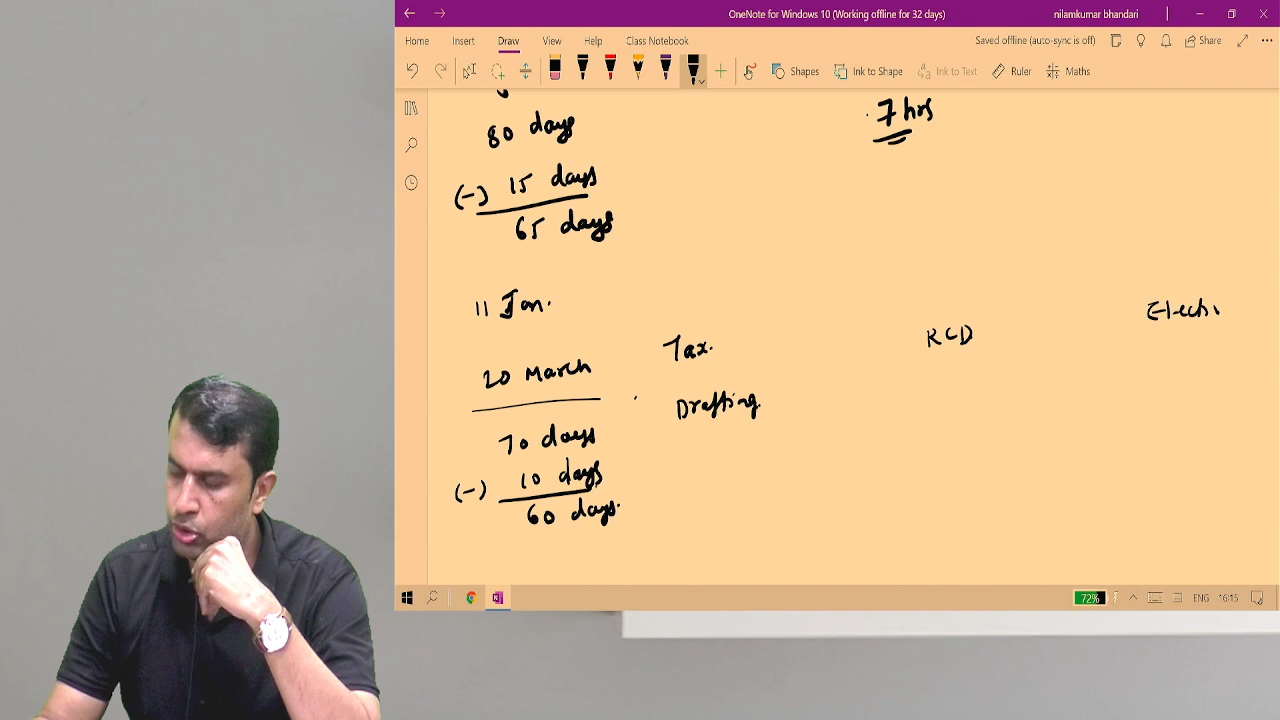 OneNote for Windows 10 (Working offline for 32 days)
nilamkumar bhandari
Home Insert Draw View Help Class Notebook
Saved offline (auto-sync is off)
Share
Shapes
Ink to Shape
Ink to Text
Ruler
Maths
80 days
(-) 15 days
65 days
7 hrs
11 Jan.
20 March
70 days
(-) 10 days
60 days.
Tax.
Drafting
RCD
72%
ENG
16:15